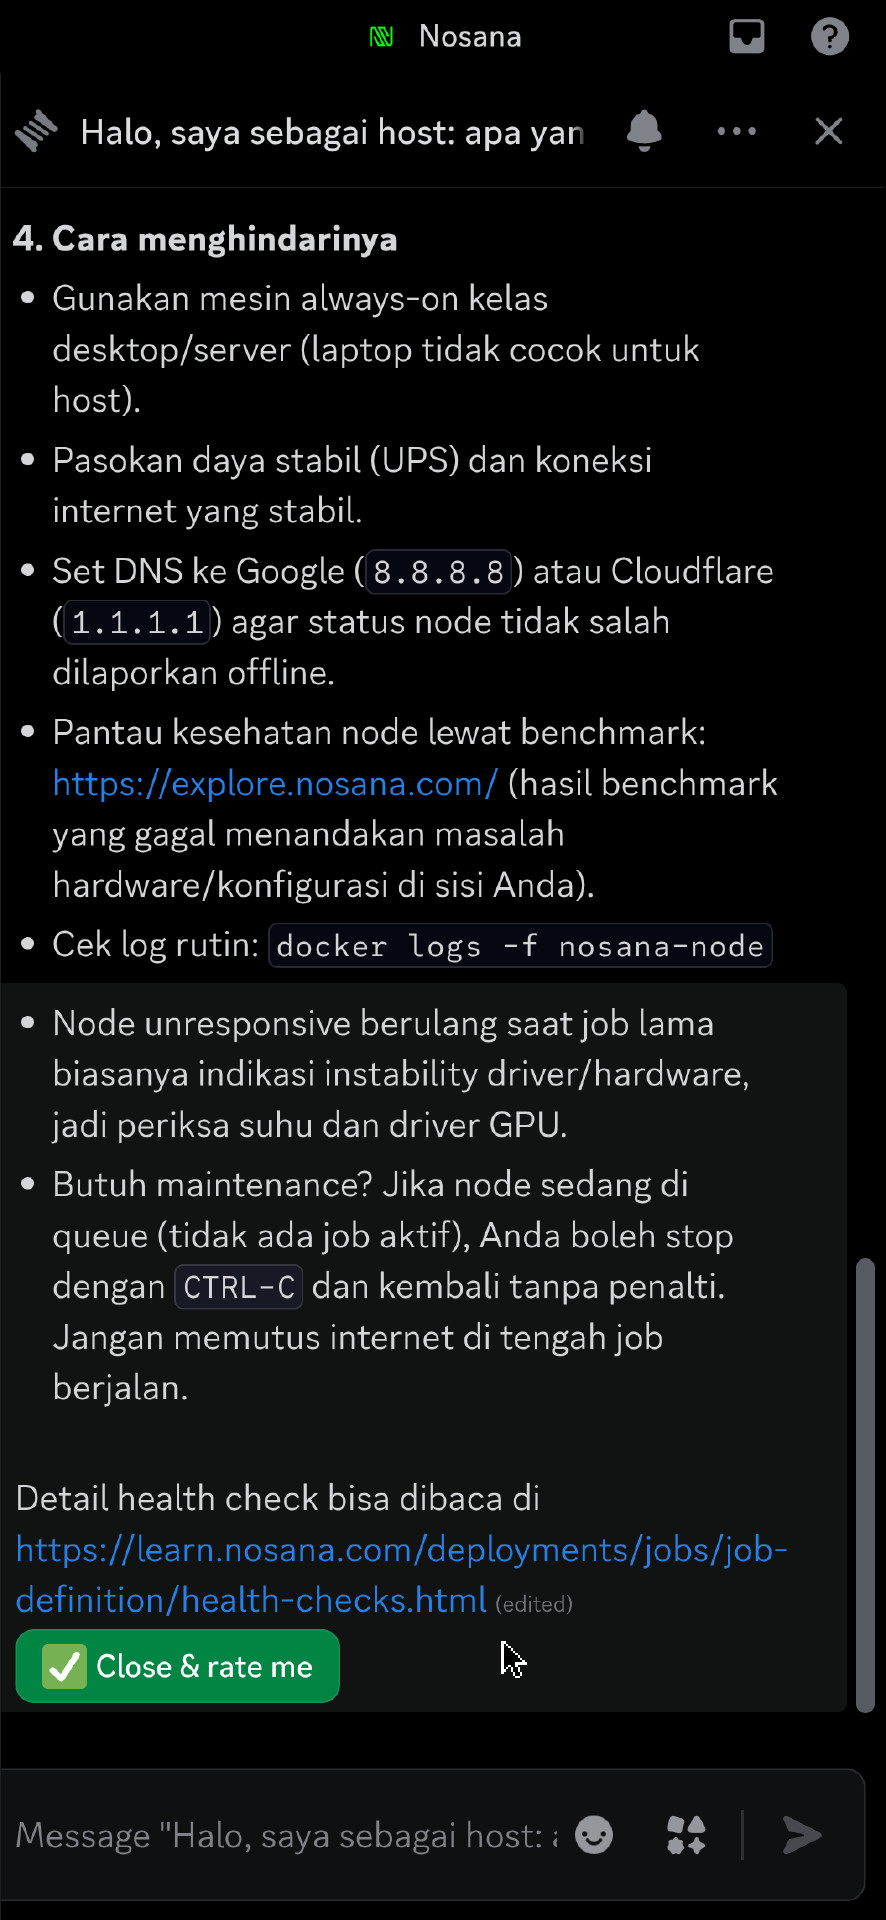 Nosana
Halo, saya sebagai host: apa yan
4. Cara menghindarinya
• Gunakan mesin always-on kelas
desktop/server (laptop tidak cocok untuk
host).
• Pasokan daya stabil (UPS) dan koneksi
internet yang stabil.
• Set DNS ke Google (8.8.8.8) atau Cloudflare
(1.1.1.1) agar status node tidak salah
dilaporkan offline.
• Pantau kesehatan node lewat benchmark:
https://explore.nosana.com/ (hasil benchmark
yang gagal menandakan masalah
hardware/konfigurasi di sisi Anda).
• Cek log rutin: docker logs -f nosana-node
• Node unresponsive berulang saat job lama
biasanya indikasi instability driver/hardware,
jadi periksa suhu dan driver GPU.
• Butuh maintenance? Jika node sedang di
queue (tidak ada job aktif), Anda boleh stop
dengan CTRL-C dan kembali tanpa penalti.
Jangan memutus internet di tengah job
berjalan.
Detail health check bisa dibaca di
https://learn.nosana.com/deployments/jobs/job-
definition/health-checks.html (edited)
Close & rate me
Message "Halo, saya sebagai host: